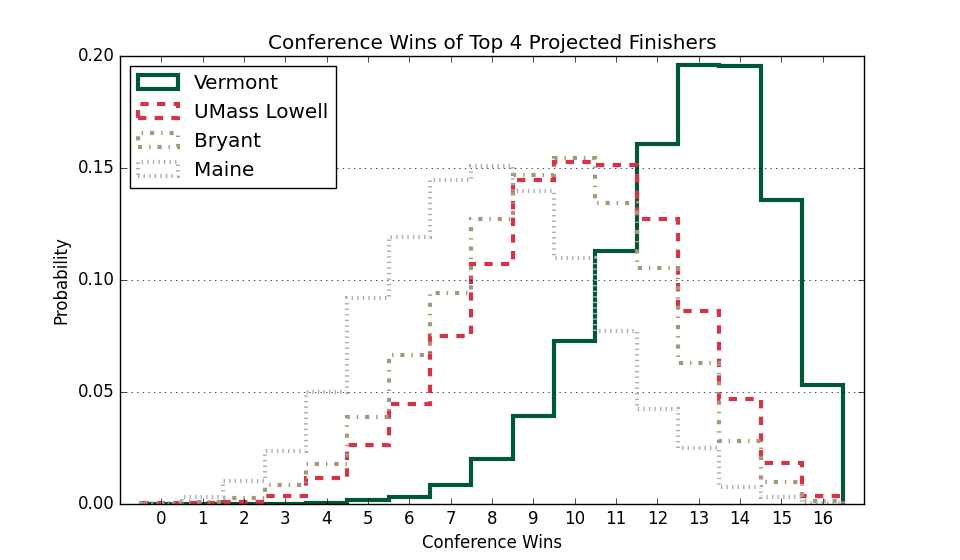 Conference Wins of Top 4 Projected Finishers
0.20
0.15
0.10
0.05
0.00
Probability
Vermont
UMass Lowell
Bryant
Maine
0 1 2 3 4 5 6 7 8 9 10 11 12 13 14 15 16
Conference Wins